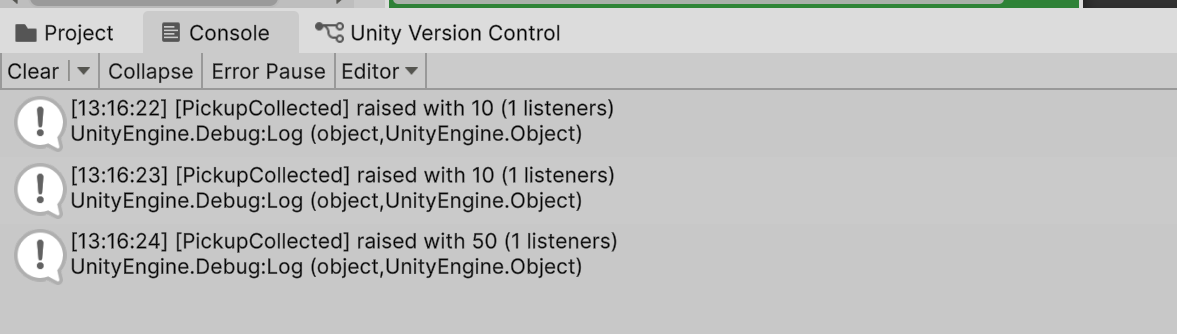 Project Console Unity Version Control
Clear Collapse Error Pause Editor
[13:16:22] [PickupCollected] raised with 10 (1 listeners)
UnityEngine.Debug:Log (object,UnityEngine.Object)
[13:16:23] [PickupCollected] raised with 10 (1 listeners)
UnityEngine.Debug:Log (object,UnityEngine.Object)
[13:16:24] [PickupCollected] raised with 50 (1 listeners)
UnityEngine.Debug:Log (object,UnityEngine.Object)